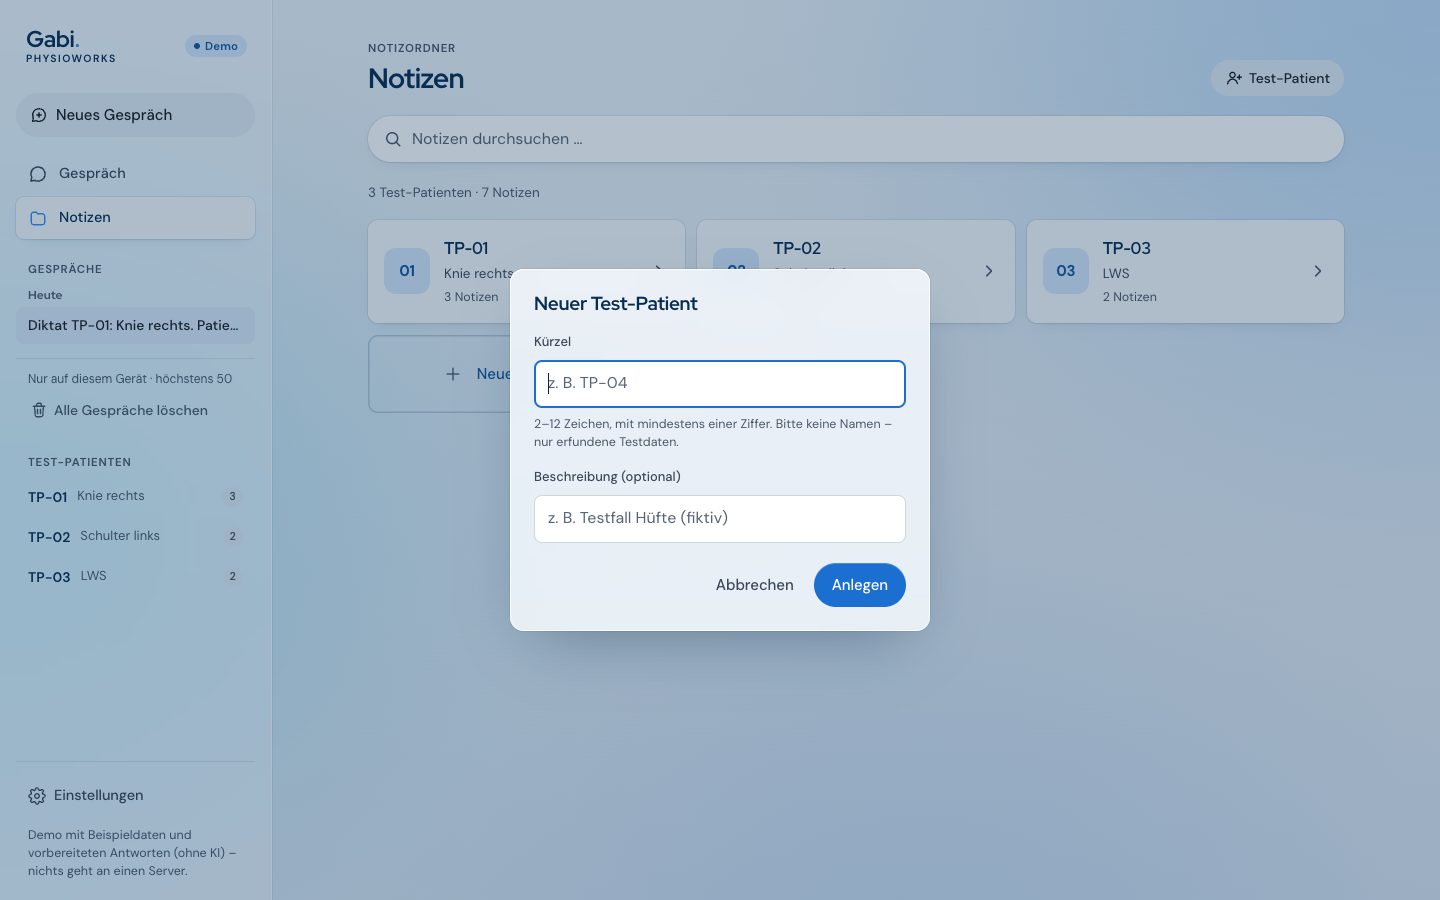 Gabi.
PHYSIOWORKS
Demo
Neues Gespräch
Gespräch
Notizen
GESPRÄCHE
Heute
Diktat TP-01: Knie rechts. Patie...
Nur auf diesem Gerät · höchstens 50
Alle Gespräche löschen
TEST-PATIENTEN
TP-01 Knie rechts 3
TP-02 Schulter links 2
TP-03 LWS 2
Einstellungen
Demo mit Beispieldaten und
vorbereiteten Antworten (ohne KI) –
nichts geht an einen Server.
NOTIZORDNER
Notizen
Test-Patient
Notizen durchsuchen ...
3 Test-Patienten · 7 Notizen
01
TP-01
Knie rechts
3 Notizen
TP-02
03
TP-03
LWS
2 Notizen
Neuer Test-Patient
Kürzel
z. B. TP-04
2–12 Zeichen, mit mindestens einer Ziffer. Bitte keine Namen –
nur erfundene Testdaten.
Beschreibung (optional)
z. B. Testfall Hüfte (fiktiv)
Abbrechen
Anlegen